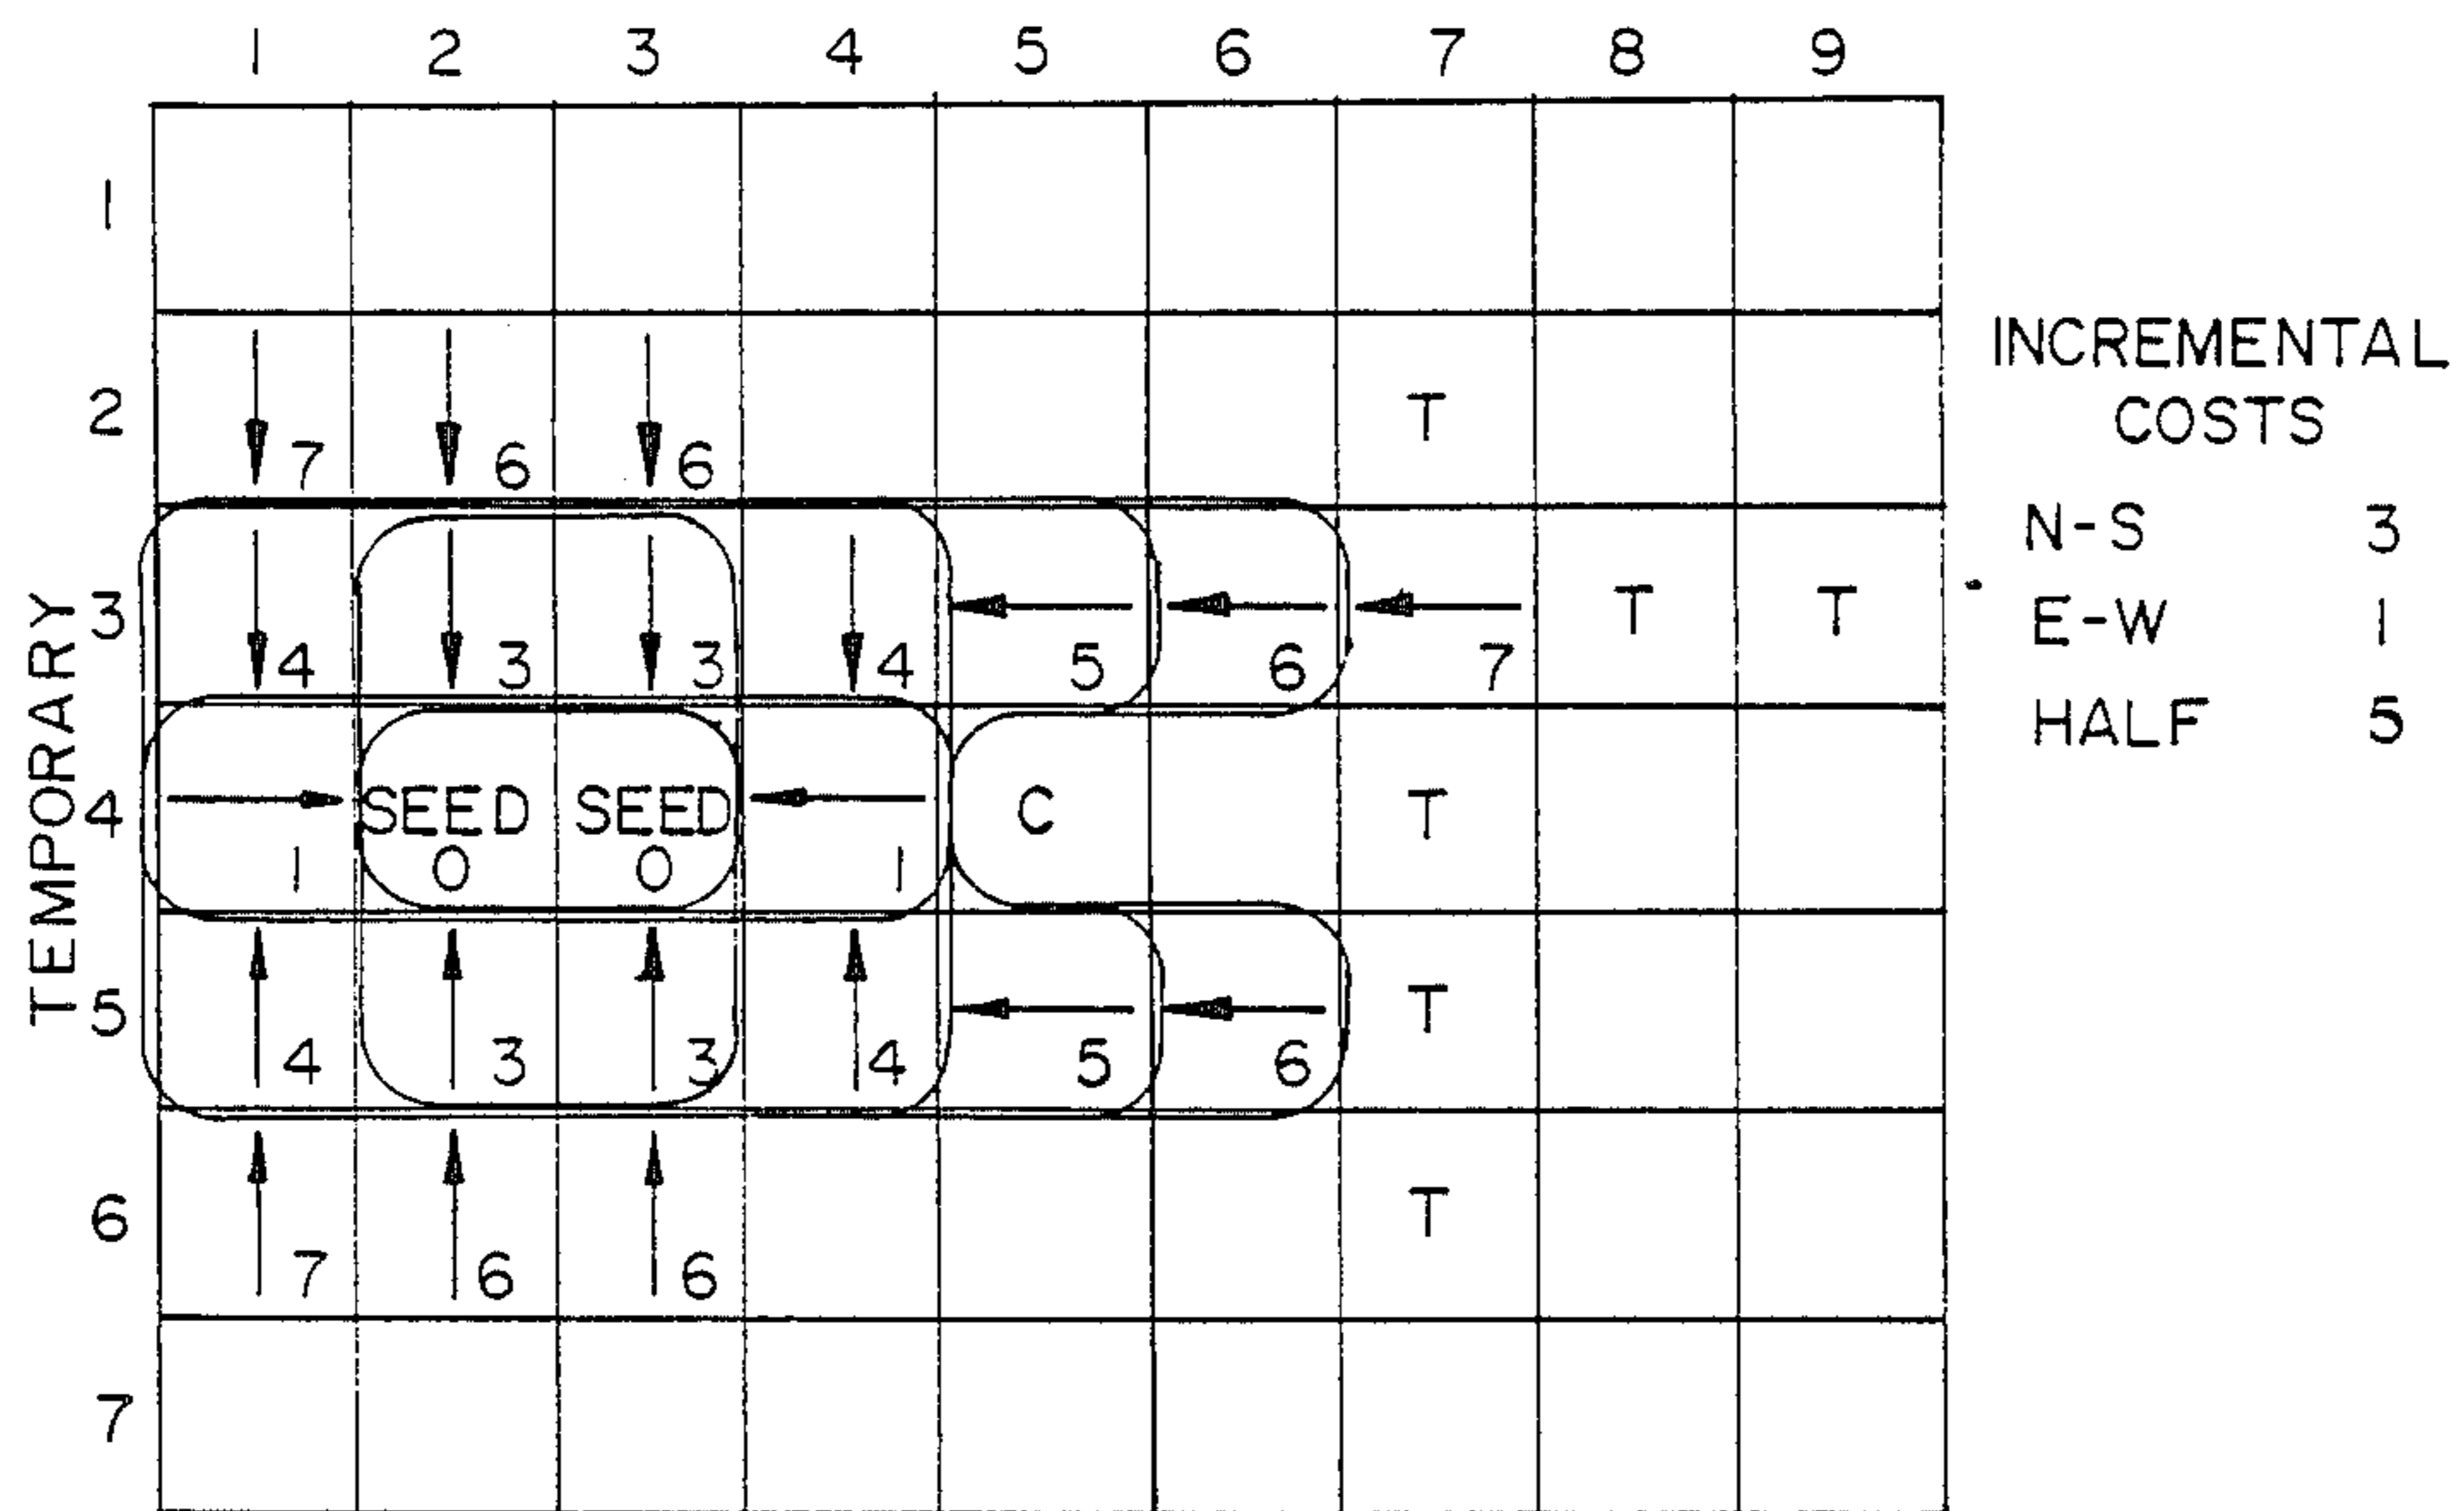 1 2 3 4 5 6 7 8 9
1
2 7 6 6 T
3 4 3 3 4 5 6 7 T T
4 1 SEED 0 SEED 0 1 C T
5 4 3 3 4 5 6 T
6 7 6 6 T
7
TEMPORARY
INCREMENTAL
COSTS
N-S 3
E-W 1
HALF 5